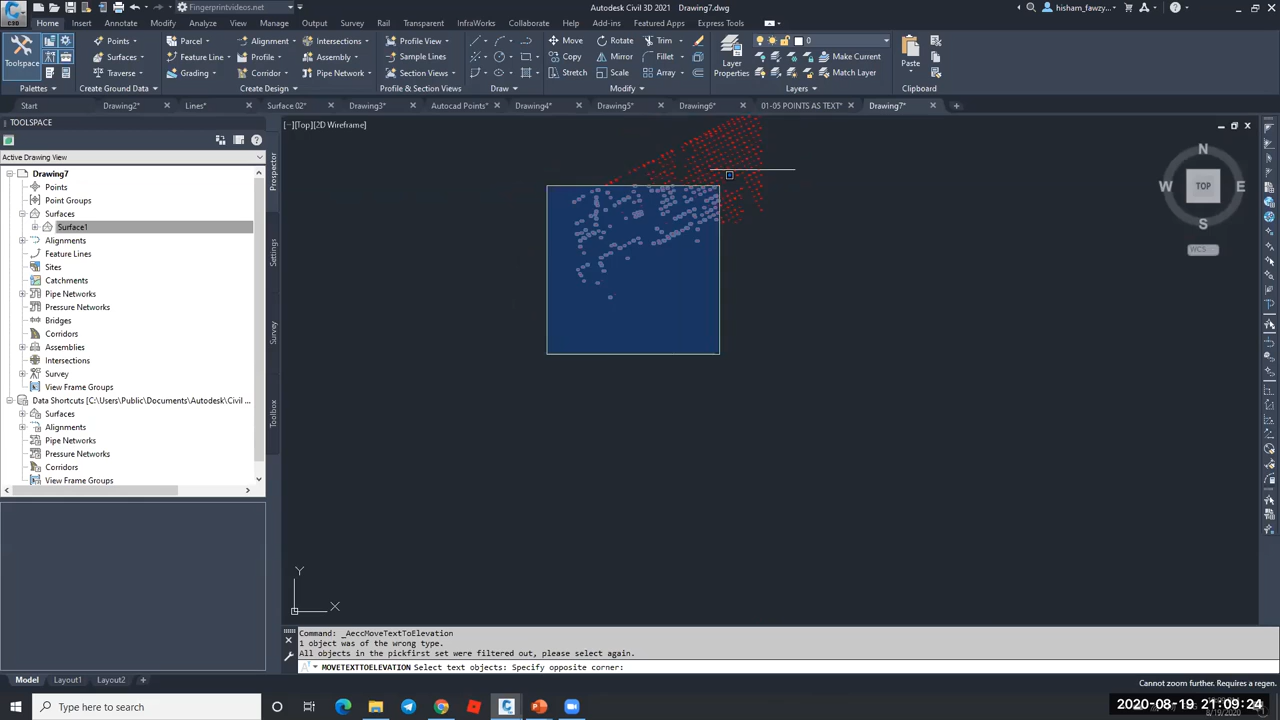 C3D
Fingerprintvideos.net
Autodesk Civil 3D 2021 Drawing7.dwg
hisham_fawzy...
Home Insert Annotate Modify Analyze View Manage Output Survey Rail Transparent InfraWorks Collaborate Help Add-ins Featured Apps Express Tools
Toolspace
Points
Surfaces
Traverse
Parcel
Feature Line
Grading
Alignment
Profile
Corridor
Intersections
Assembly
Pipe Network
Profile View
Sample Lines
Section Views
Move
Copy
Stretch
Rotate
Mirror
Scale
Trim
Fillet
Array
Layer
Properties
0
Make Current
Match Layer
Paste
Palettes Create Ground Data Create Design Profile & Section Views Draw Modify Layers Clipboard
Start Drawing2* Lines* Surface 02* Drawing3* Autocad Points* Drawing4* Drawing5* Drawing6* 01-05 POINTS AS TEXT* Drawing7*
TOOLSPACE
Active Drawing View
Drawing7
Points
Point Groups
Surfaces
Surface1
Alignments
Feature Lines
Sites
Catchments
Pipe Networks
Pressure Networks
Bridges
Corridors
Assemblies
Intersections
Survey
View Frame Groups
Data Shortcuts [C:\Users\Public\Documents\Autodesk\Civil ...
Surfaces
Alignments
Pipe Networks
Pressure Networks
Corridors
View Frame Groups
Prospector
Settings
Survey
Toolbox
[−][Top][2D Wireframe]
N
W TOP E
S
WCS
Y
X
Command: _AeccMoveTextToElevation
1 object was of the wrong type.
All objects in the pickfirst set were filtered out, please select again.
MOVETEXTTOELEVATION Select text objects: Specify opposite corner:
Model Layout1 Layout2 +
Cannot zoom further. Requires a regen.
Type here to search
2020-08-19 21:09:24
8/19/2020